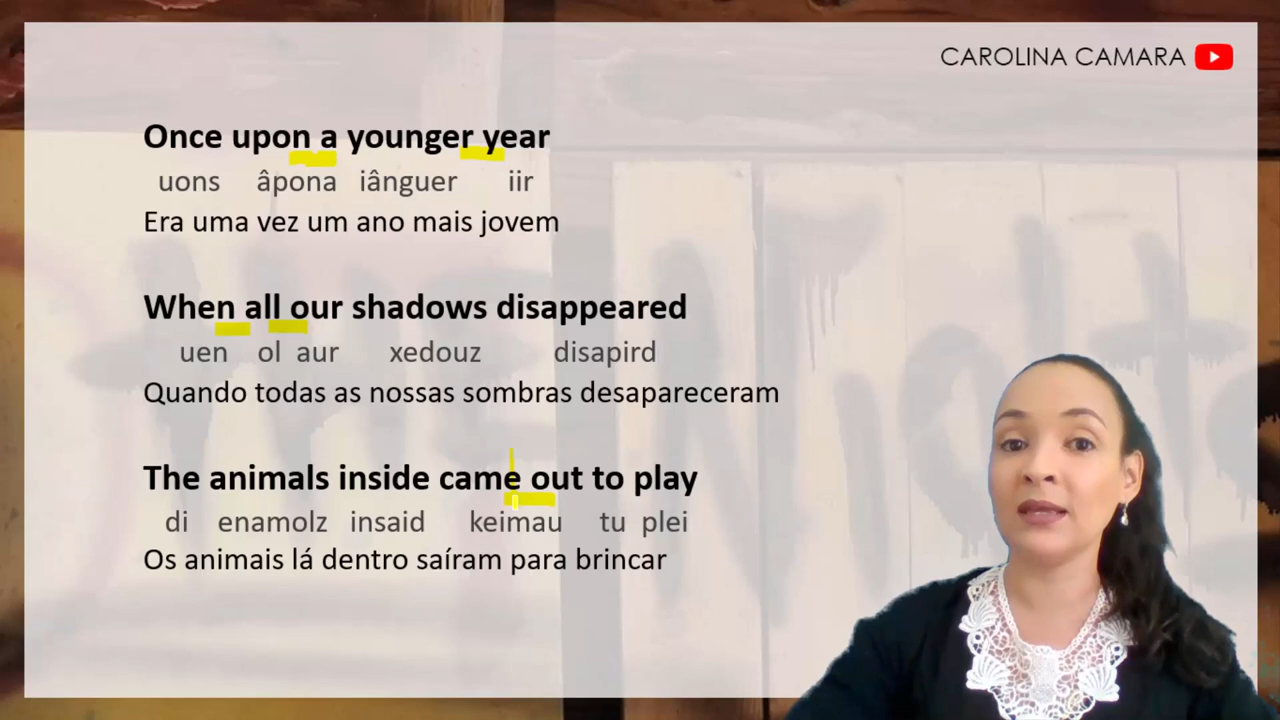 CAROLINA CAMARA
Once upon a younger year
uons âpona iânguer iir
Era uma vez um ano mais jovem
When all our shadows disappeared
uen ol aur xedouz disapird
Quando todas as nossas sombras desapareceram
The animals inside came out to play
di enamolz insaid keimau tu plei
Os animais lá dentro saíram para brincar